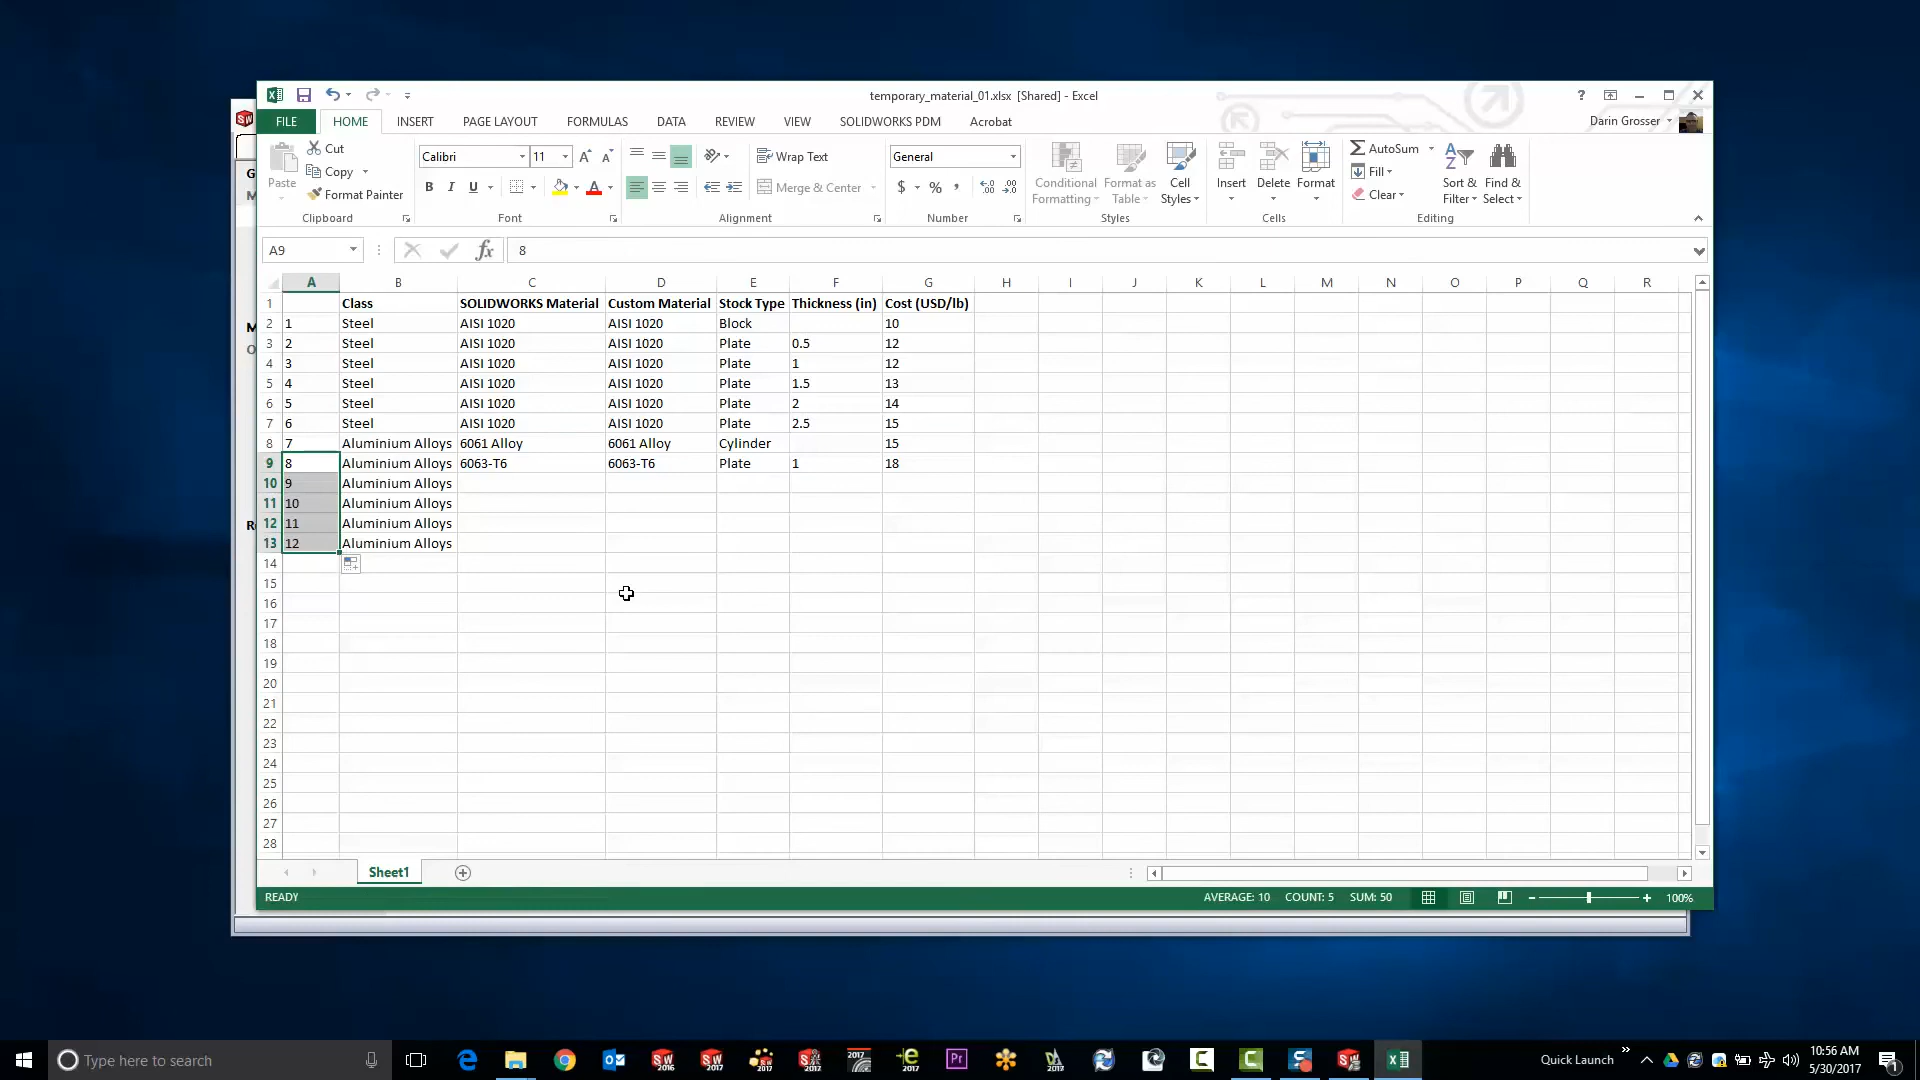 temporary_material_01.xlsx [Shared] - Excel
FILE HOME INSERT PAGE LAYOUT FORMULAS DATA REVIEW VIEW SOLIDWORKS PDM Acrobat Darin Grosser
Cut
Copy
Format Painter
Paste
Clipboard
Calibri 11
B I U
Font
Wrap Text
Merge & Center
Alignment
General
$ % ,
Number
Conditional Formatting
Format as Table
Cell Styles
Styles
Insert Delete Format
Cells
AutoSum
Fill
Clear
Sort & Filter
Find & Select
Editing
A9 fx 8
A B C D E F G H I J K L M N O P Q R
1 Class SOLIDWORKS Material Custom Material Stock Type Thickness (in) Cost (USD/lb)
2 1 Steel AISI 1020 AISI 1020 Block 10
3 2 Steel AISI 1020 AISI 1020 Plate 0.5 12
4 3 Steel AISI 1020 AISI 1020 Plate 1 12
5 4 Steel AISI 1020 AISI 1020 Plate 1.5 13
6 5 Steel AISI 1020 AISI 1020 Plate 2 14
7 6 Steel AISI 1020 AISI 1020 Plate 2.5 15
8 7 Aluminium Alloys 6061 Alloy 6061 Alloy Cylinder 15
9 8 Aluminium Alloys 6063-T6 6063-T6 Plate 1 18
10 9 Aluminium Alloys
11 10 Aluminium Alloys
12 11 Aluminium Alloys
13 12 Aluminium Alloys
14
15
16
17
18
19
20
21
22
23
24
25
26
27
28
Sheet1
READY AVERAGE: 10 COUNT: 5 SUM: 50 100%
Type here to search
Quick Launch
10:56 AM
5/30/2017